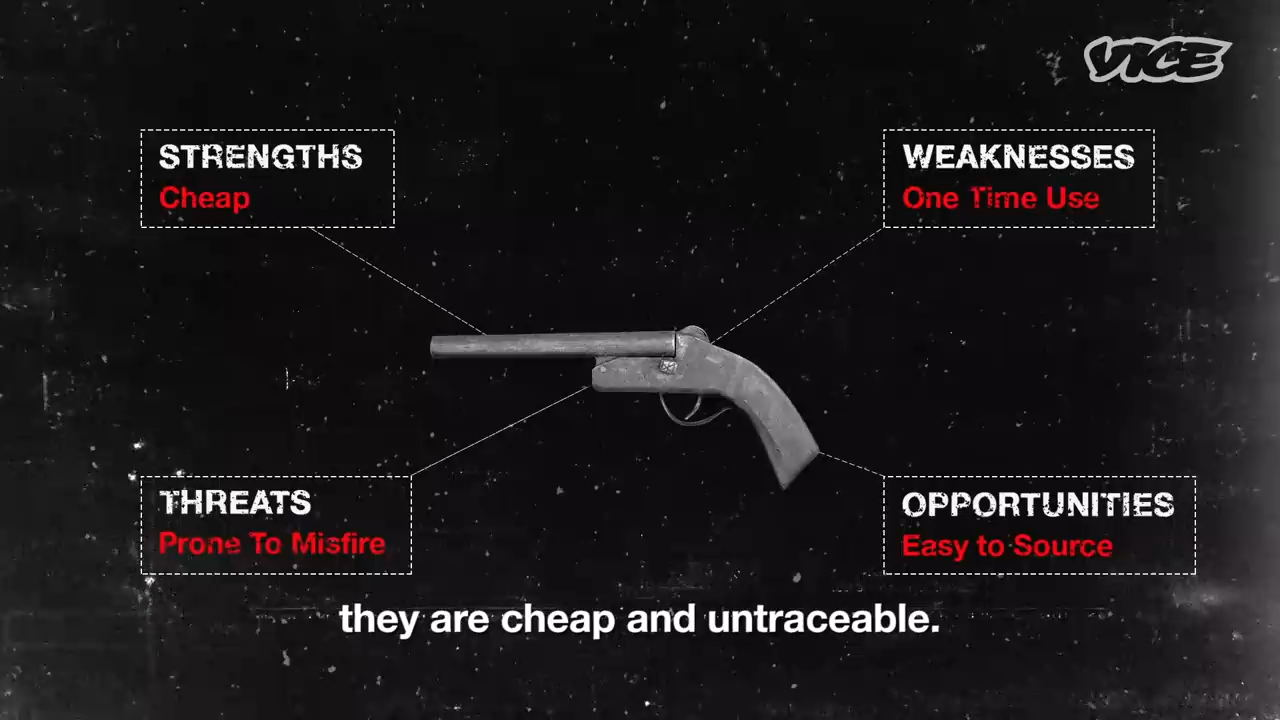 VICE
STRENGTHS
Cheap
WEAKNESSES
One Time Use
THREATS
Prone To Misfire
OPPORTUNITIES
Easy to Source
they are cheap and untraceable.